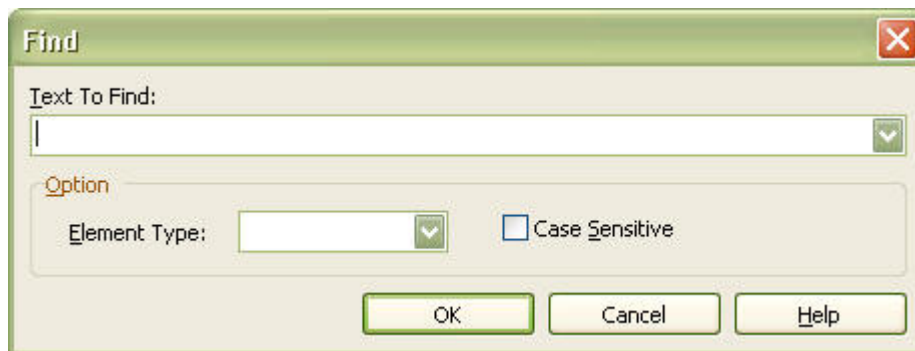 Find
Text To Find:
Option
Element Type:
Case Sensitive
OK
Cancel
Help